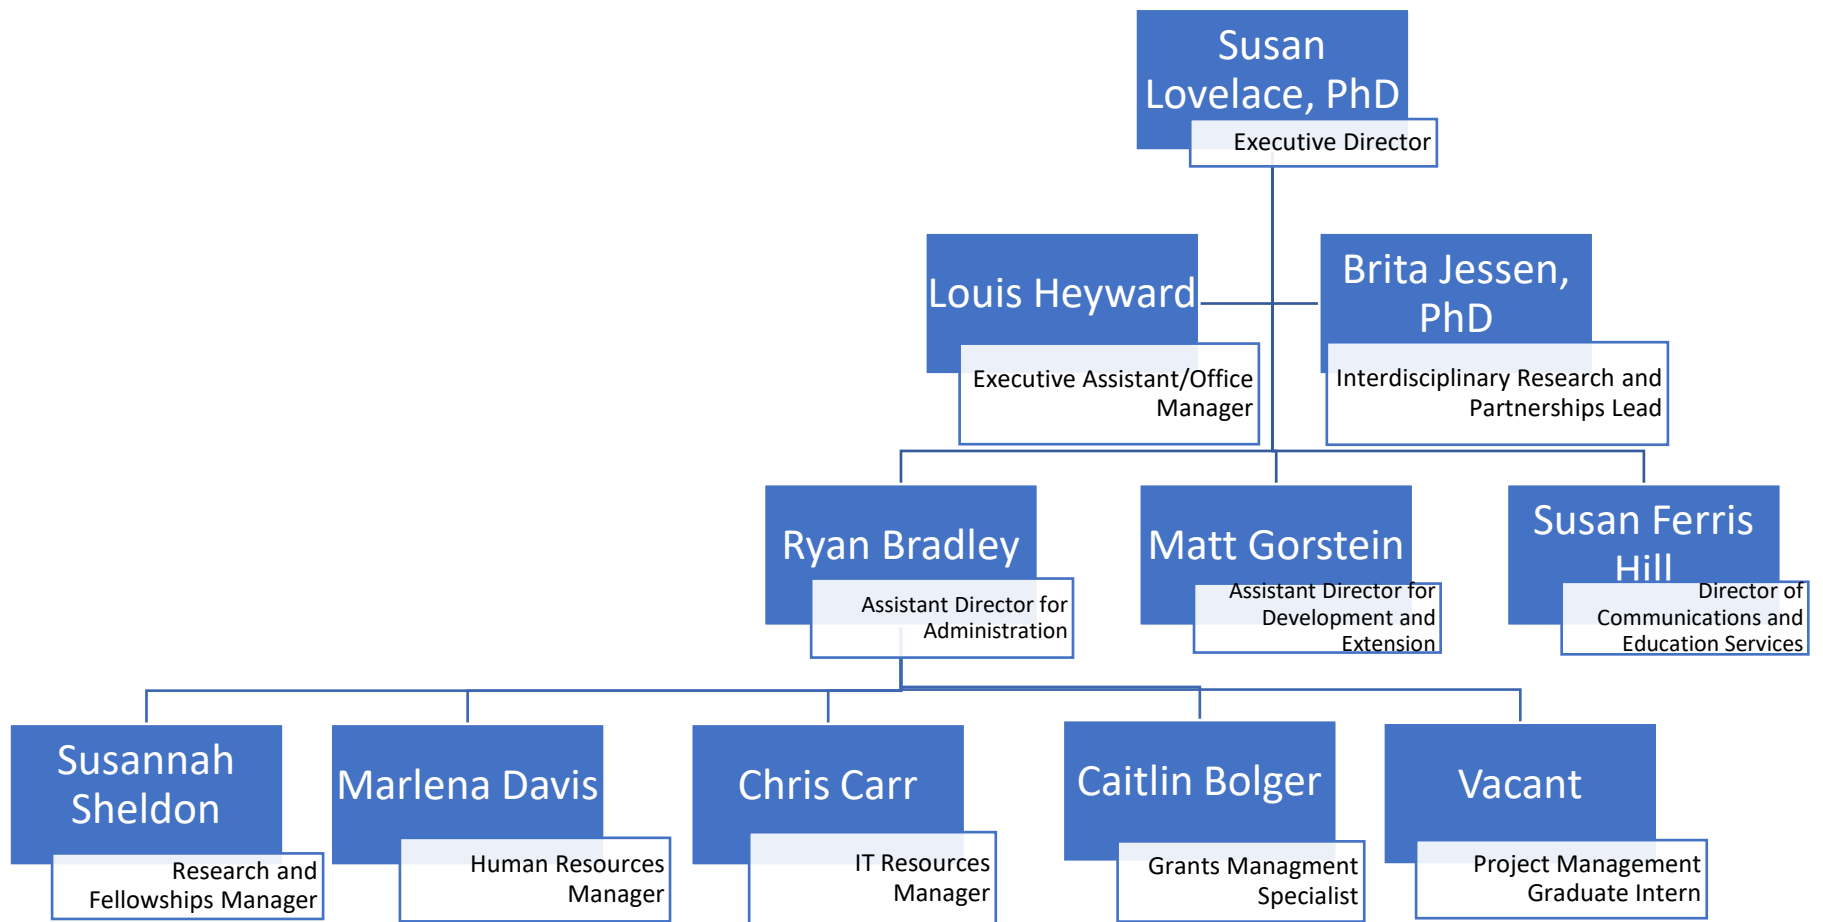 Susan
Lovelace, PhD
Executive Director
Louis Heyward
Executive Assistant/Office
Manager
Brita Jessen,
PhD
Interdisciplinary Research and
Partnerships Lead
Ryan Bradley
Assistant Director for
Administration
Matt Gorstein
Assistant Director for
Development and
Extension
Susan Ferris
Hill
Director of
Communications and
Education Services
Susannah
Sheldon
Research and
Fellowships Manager
Marlena Davis
Human Resources
Manager
Chris Carr
IT Resources
Manager
Caitlin Bolger
Grants Managment
Specialist
Vacant
Project Management
Graduate Intern